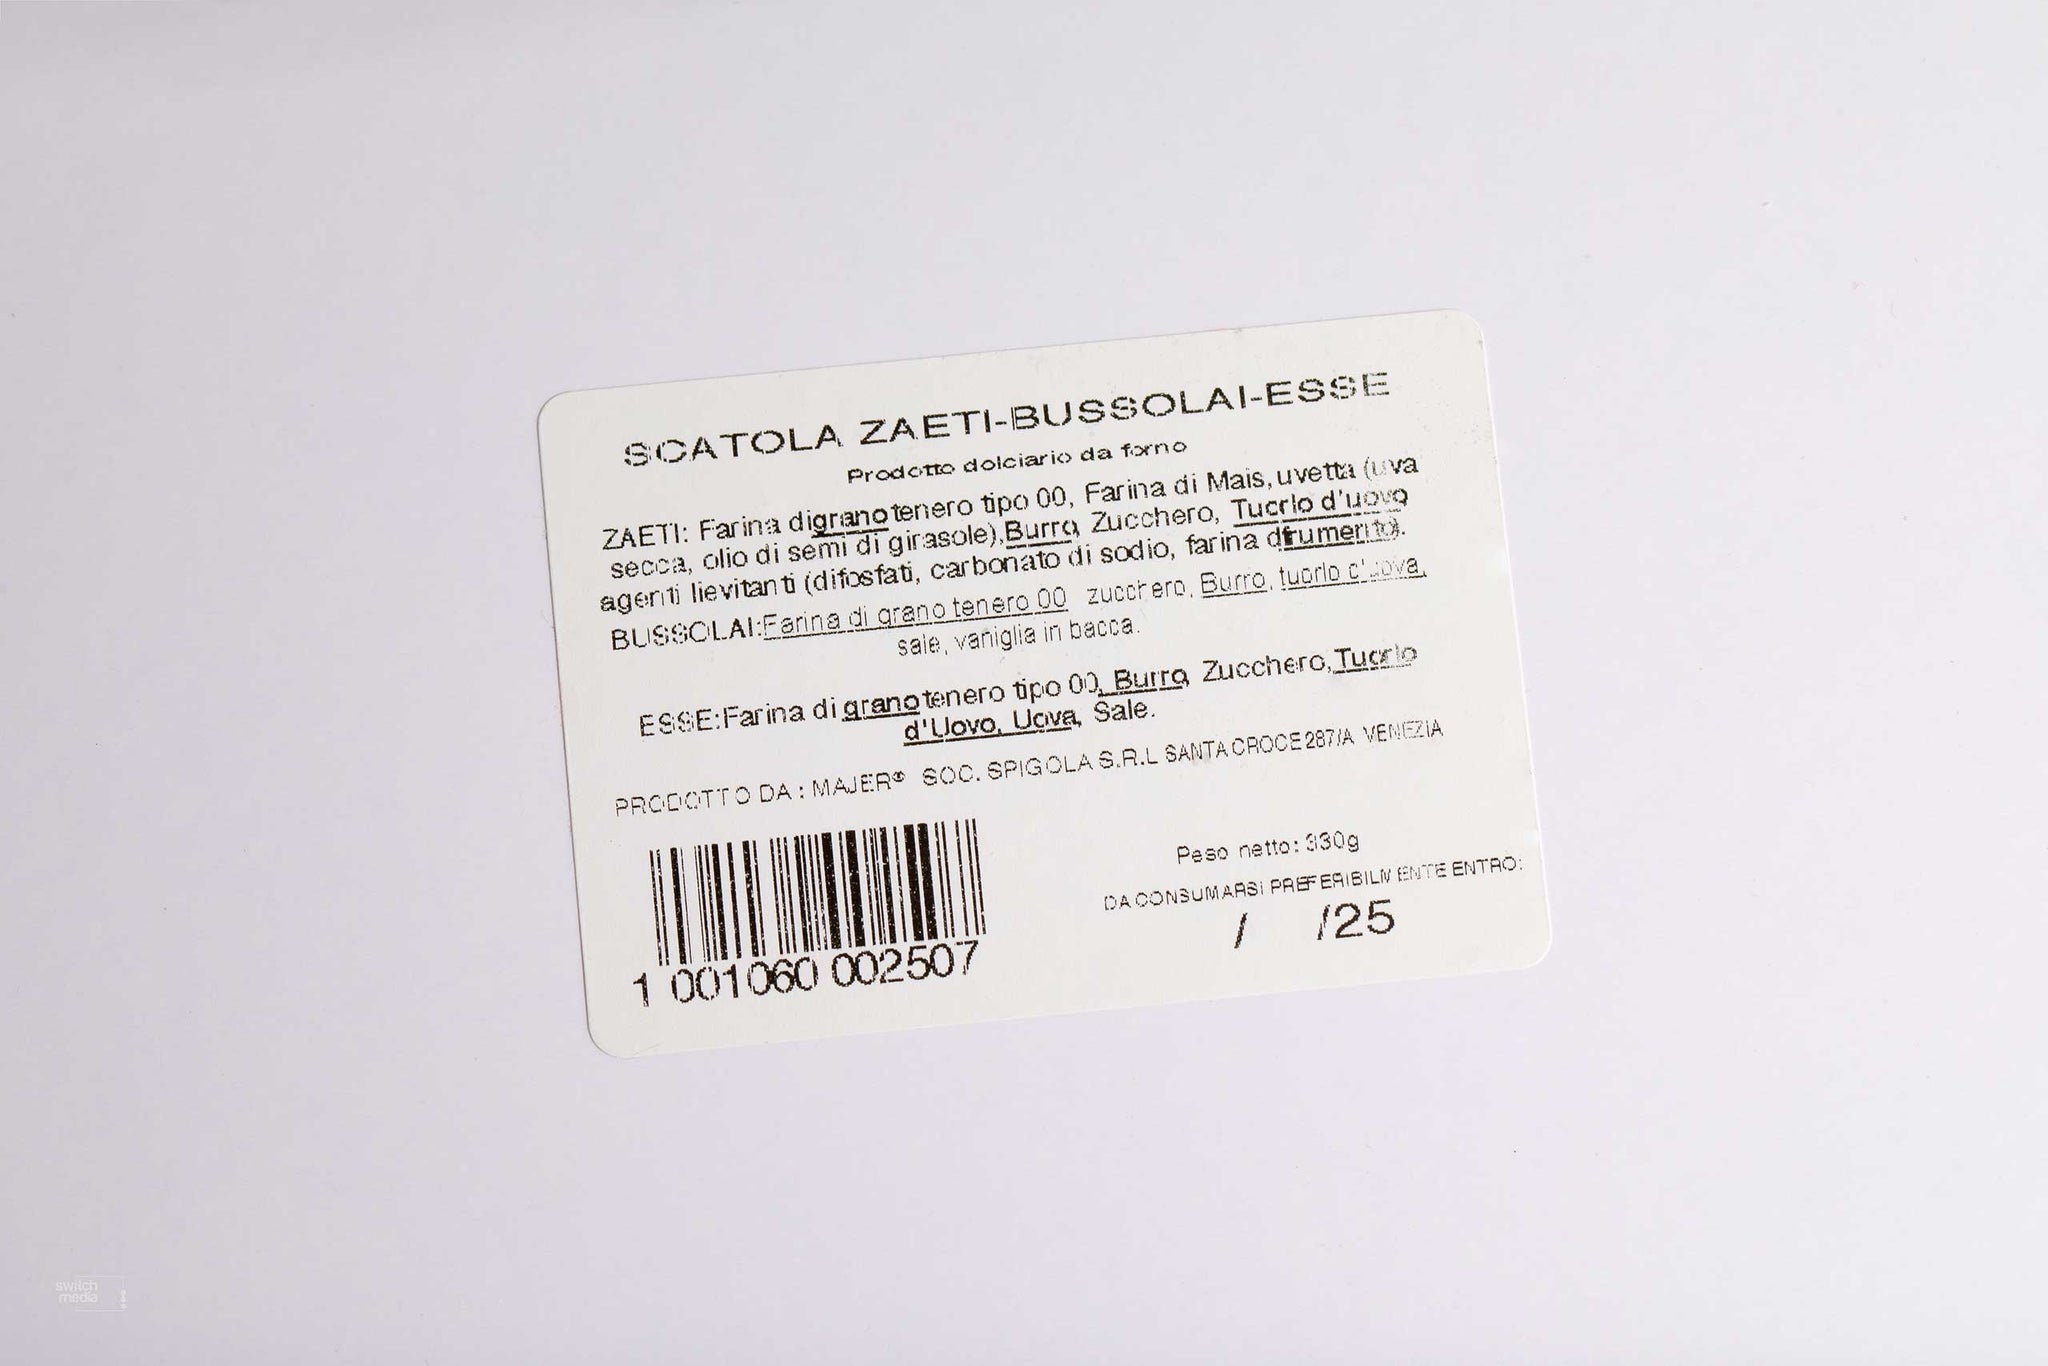 SCATOLA ZAETI-BUSSOLAI-ESSE
Prodotto dolciario da forno
ZAETI: Farina di grano tenero tipo 00, Farina di Mais, uvetta (uva
secca, olio di semi di girasole), Burro, Zucchero, Tuorlo d'uovo
agenti lievitanti (difosfati, carbonato di sodio, farina di frumento).
BUSSOLAI: Farina di grano tenero 00 zucchero, Burro, tuorlo d'uova,
sale, vaniglia in bacca.
ESSE: Farina di grano tenero tipo 00, Burro, Zucchero, Tuorlo
d'Uovo, Uova, Sale.
PRODOTTO DA : MAJER® SOC. SPIGOLA S.R.L SANTA CROCE 287/A VENEZIA
Peso netto: 330g
DA CONSUMARSI PREFERIBILMENTE ENTRO:
/ /25
1 001060 002507
switch
media